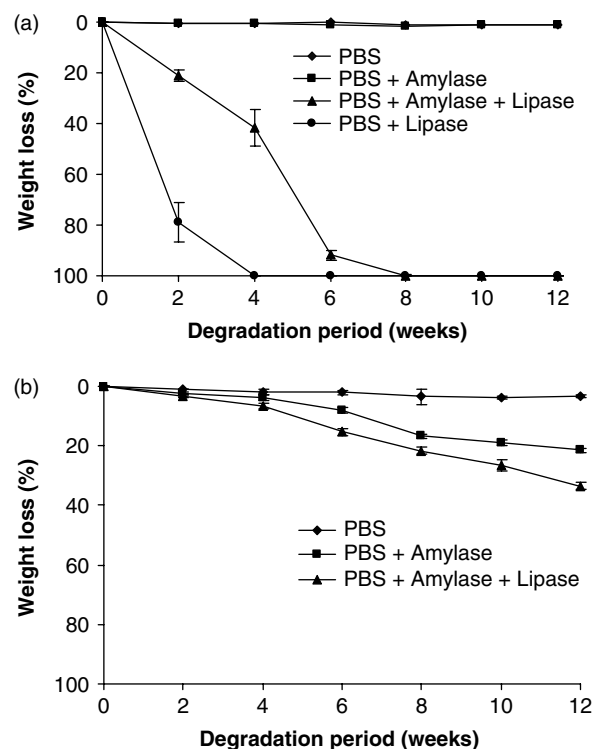 (a)
Weight loss (%)
0
20
40
60
80
100
PBS
PBS + Amylase
PBS + Amylase + Lipase
PBS + Lipase
0 2 4 6 8 10 12
Degradation period (weeks)
(b)
Weight loss (%)
0
20
40
60
80
100
PBS
PBS + Amylase
PBS + Amylase + Lipase
0 2 4 6 8 10 12
Degradation period (weeks)